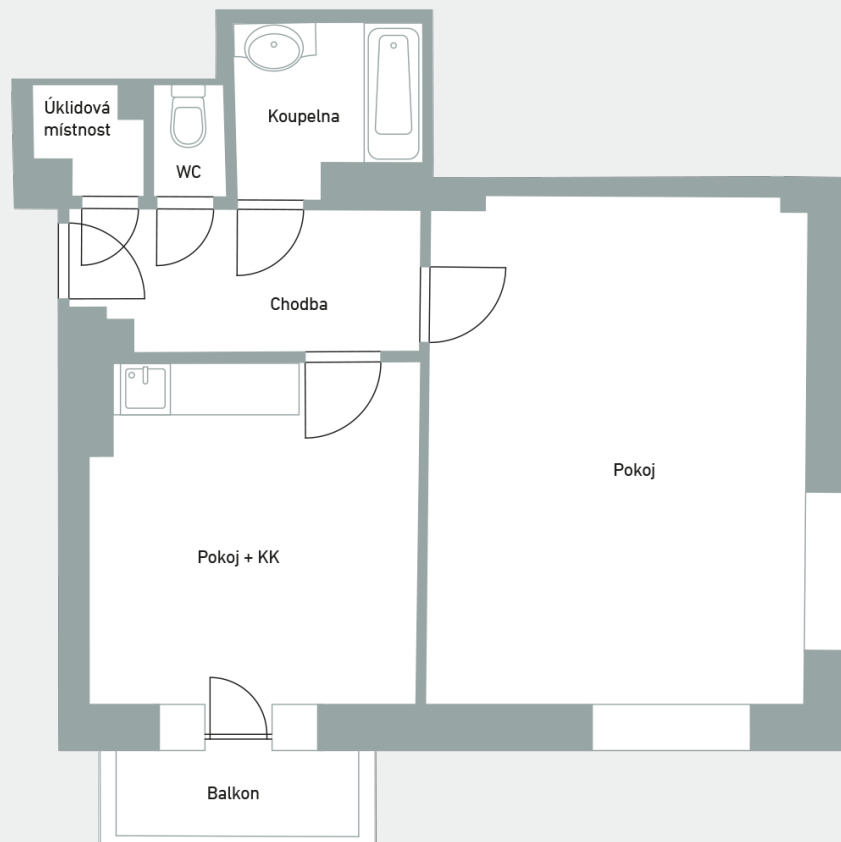 Úklidová
místnost
WC
Koupelna
Chodba
Pokoj
Pokoj + KK
Balkon